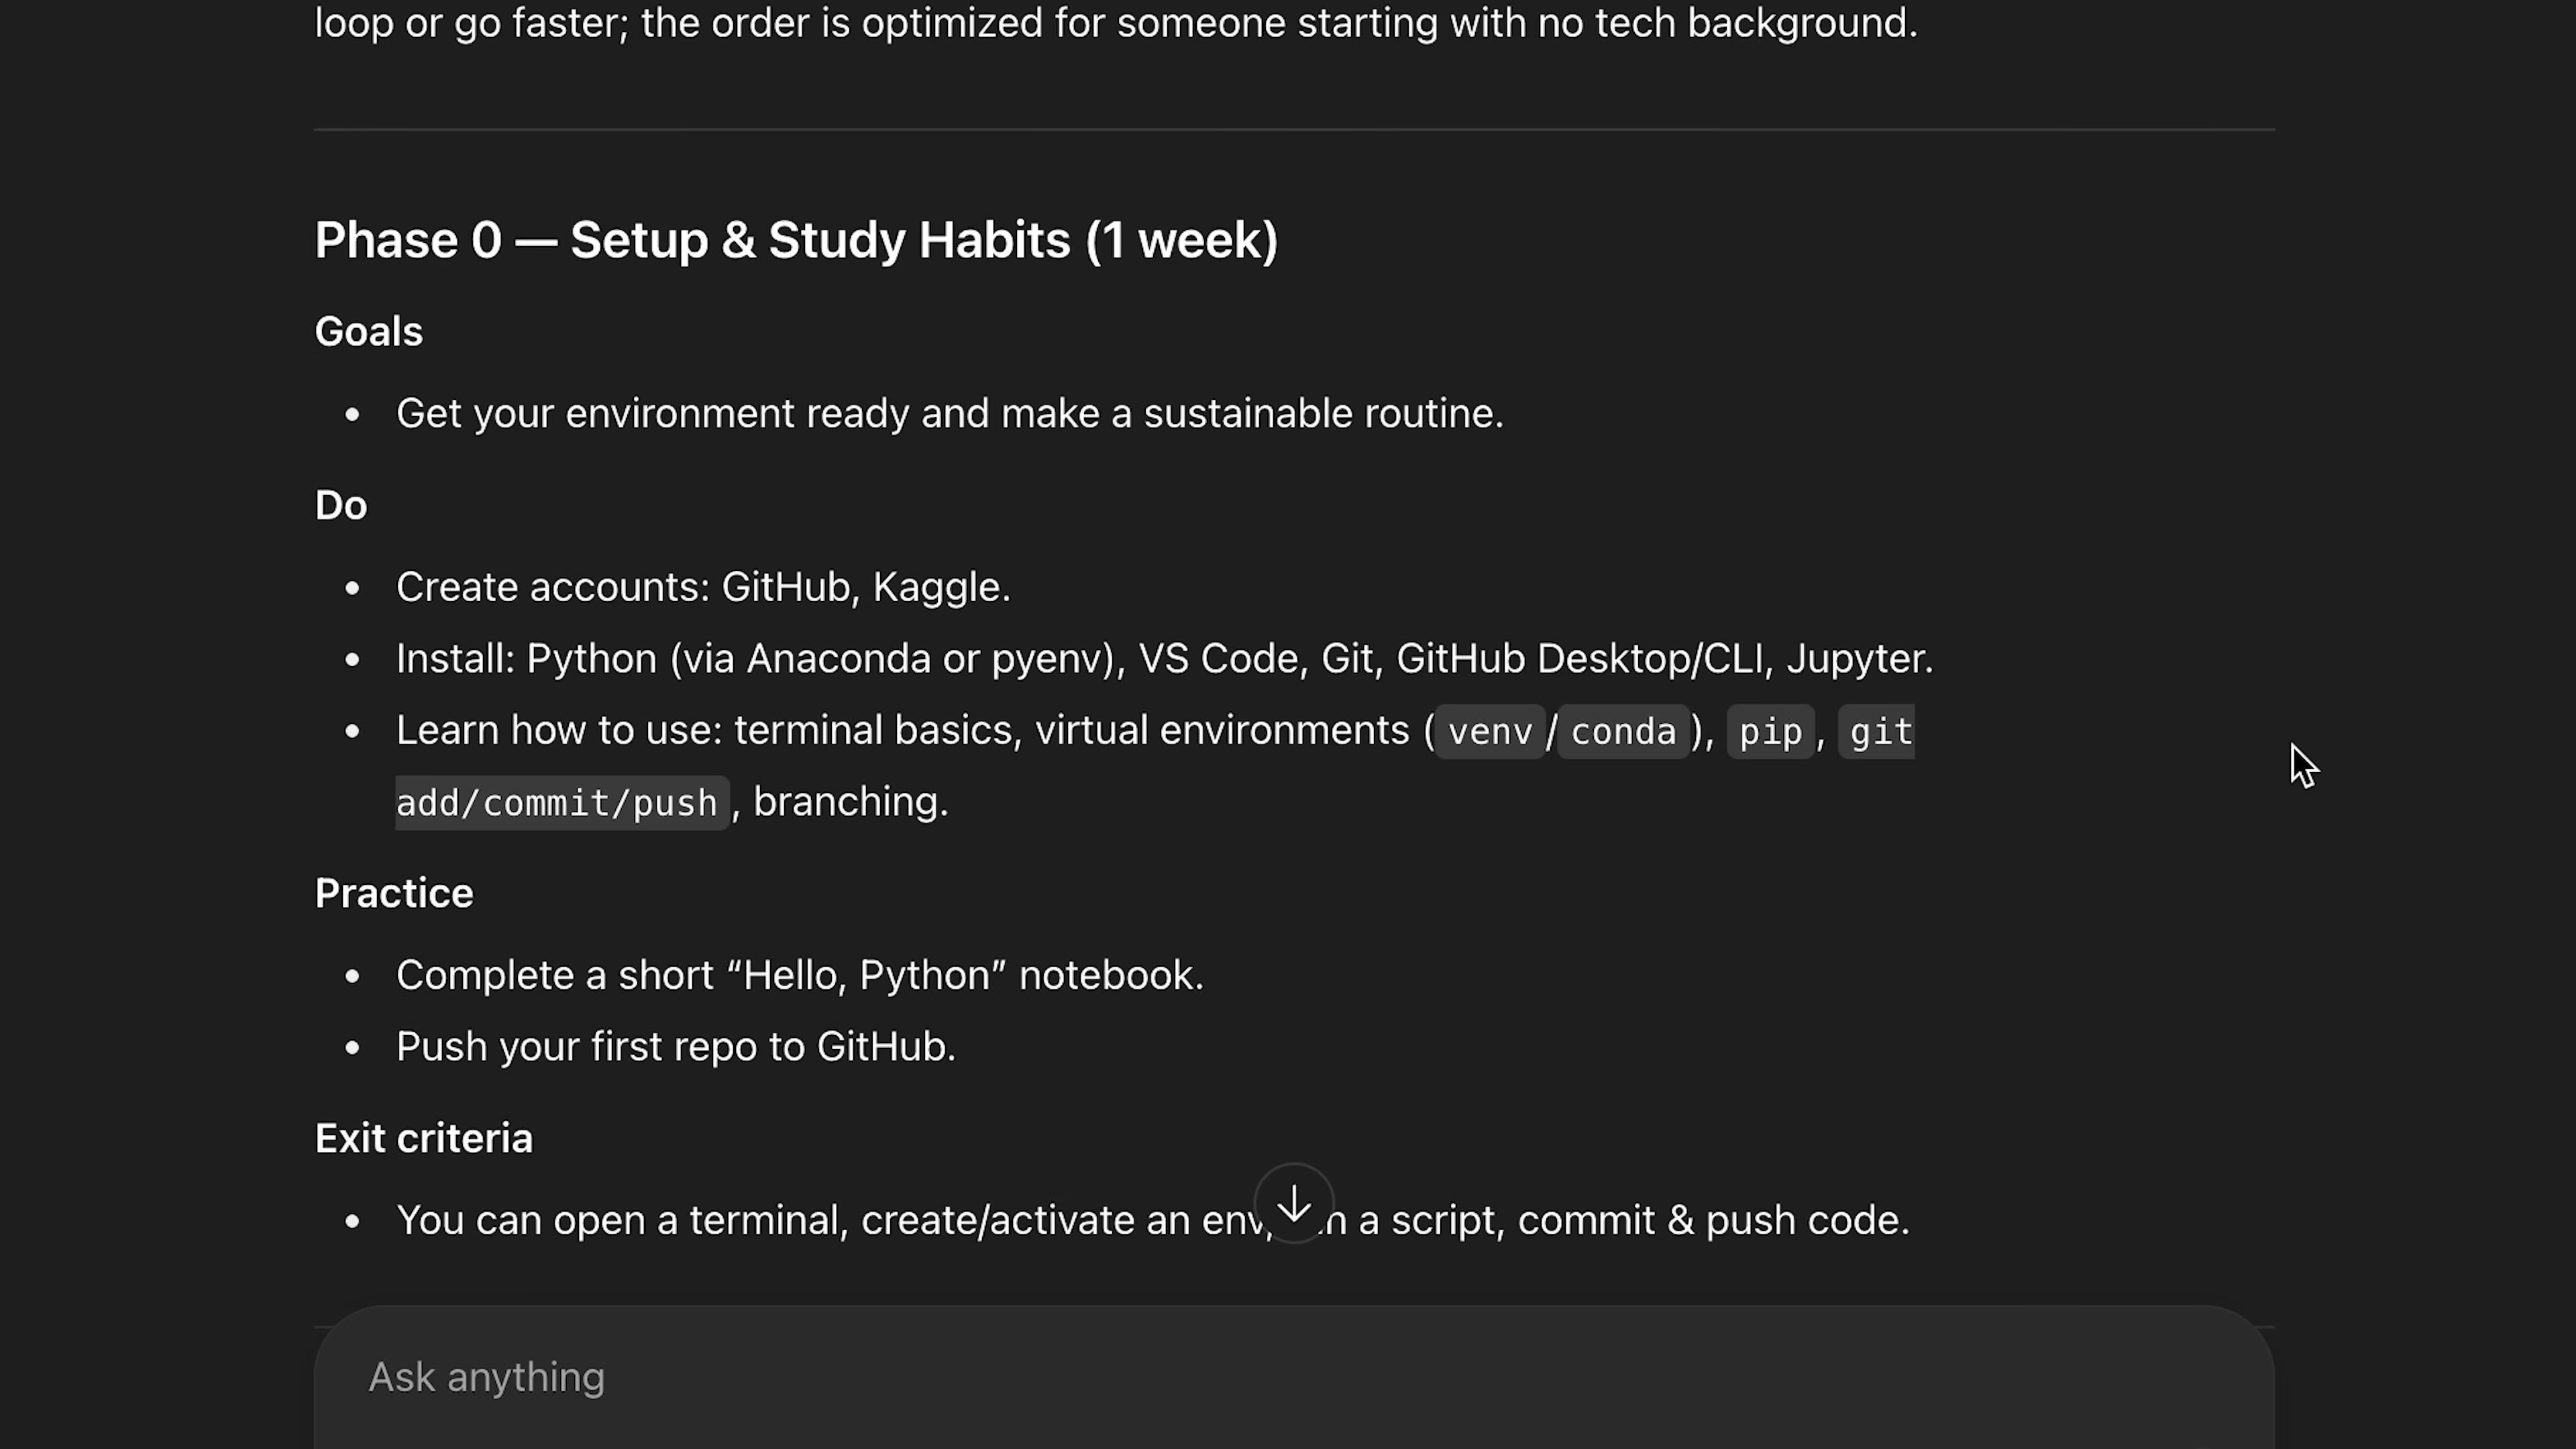 loop or go faster; the order is optimized for someone starting with no tech background.
Phase 0 — Setup & Study Habits (1 week)
Goals
• Get your environment ready and make a sustainable routine.
Do
• Create accounts: GitHub, Kaggle.
• Install: Python (via Anaconda or pyenv), VS Code, Git, GitHub Desktop/CLI, Jupyter.
• Learn how to use: terminal basics, virtual environments (venv/conda), pip, git
add/commit/push, branching.
Practice
• Complete a short “Hello, Python” notebook.
• Push your first repo to GitHub.
Exit criteria
• You can open a terminal, create/activate an env, a script, commit & push code.
Ask anything